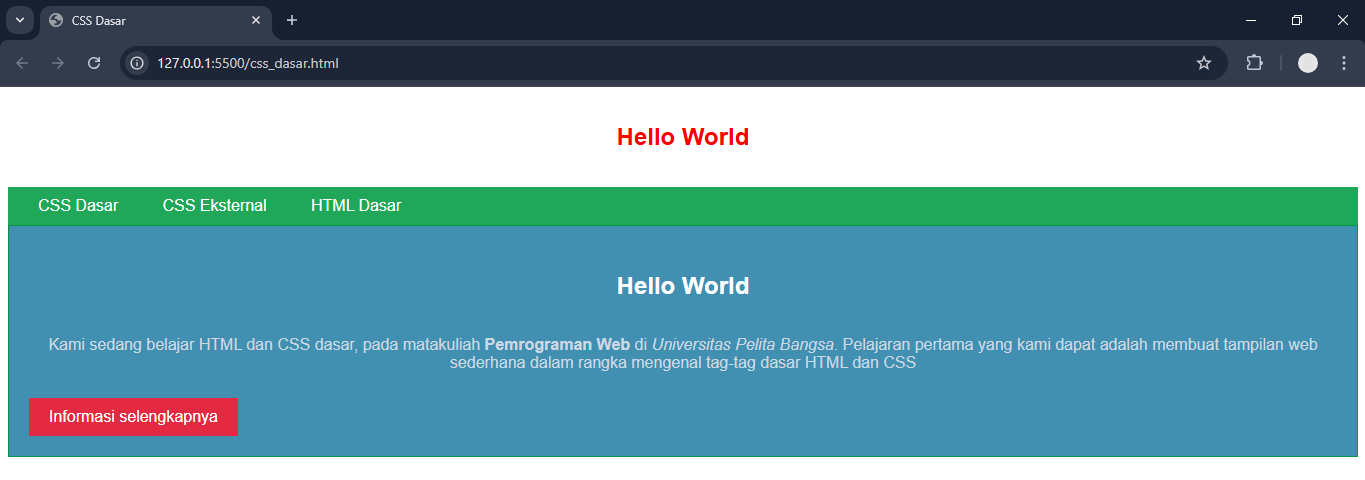 CSS Dasar
127.0.0.1:5500/css_dasar.html
Hello World
CSS Dasar CSS Eksternal HTML Dasar
Hello World
Kami sedang belajar HTML dan CSS dasar, pada matakuliah Pemrograman Web di Universitas Pelita Bangsa. Pelajaran pertama yang kami dapat adalah membuat tampilan web
sederhana dalam rangka mengenal tag-tag dasar HTML dan CSS
Informasi selengkapnya